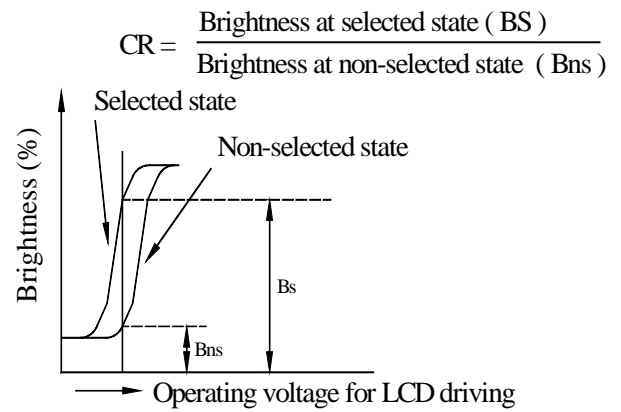 CR = Brightness at selected state ( BS )
Brightness at non-selected state ( Bns )
Selected state
Non-selected state
Brightness (%)
Bs
Bns
Operating voltage for LCD driving